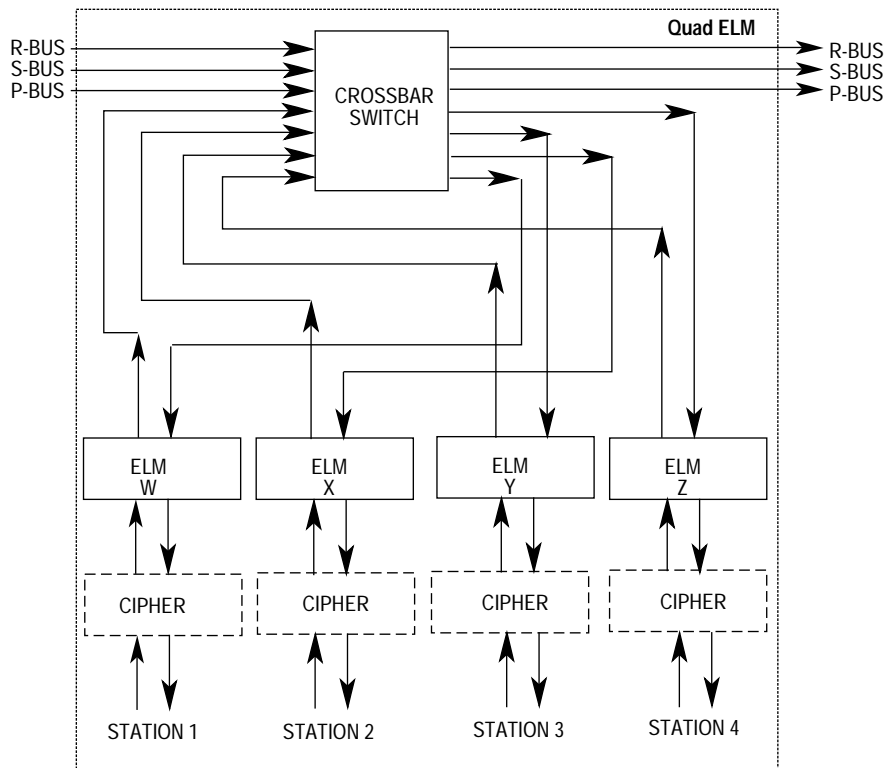 Quad ELM
R-BUS
S-BUS
P-BUS
CROSSBAR
SWITCH
R-BUS
S-BUS
P-BUS
ELM
W
ELM
X
ELM
Y
ELM
Z
CIPHER
CIPHER
CIPHER
CIPHER
STATION 1
STATION 2
STATION 3
STATION 4